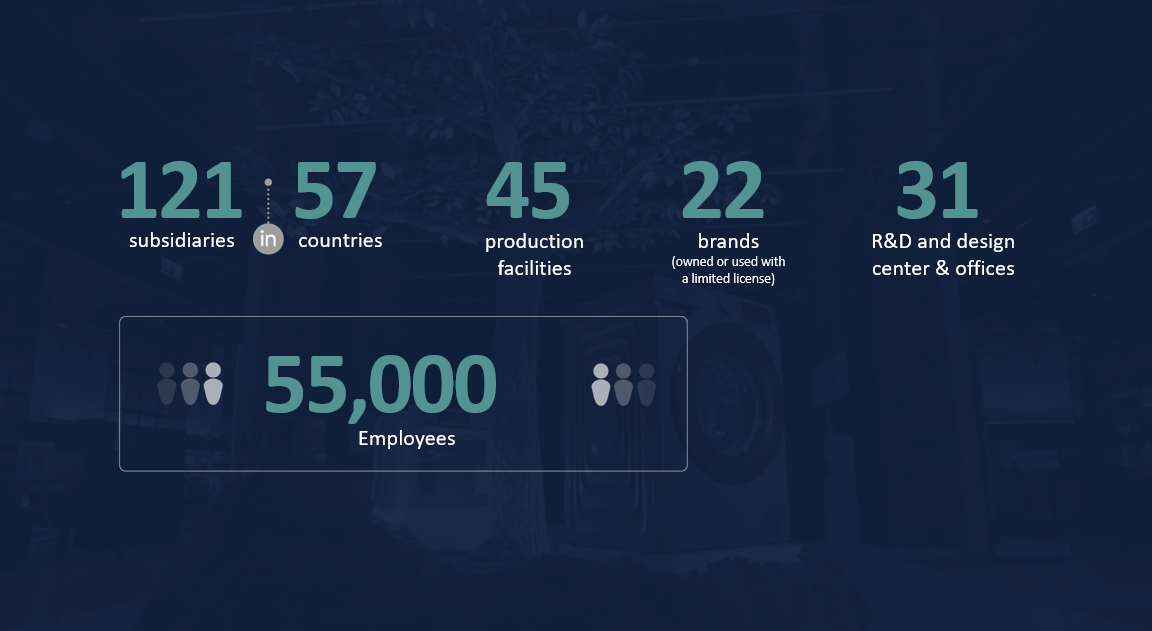 121 in 57
subsidiaries countries
45
production
facilities
22
brands
(owned or used with
a limited license)
31
R&D and design
center & offices
55,000
Employees